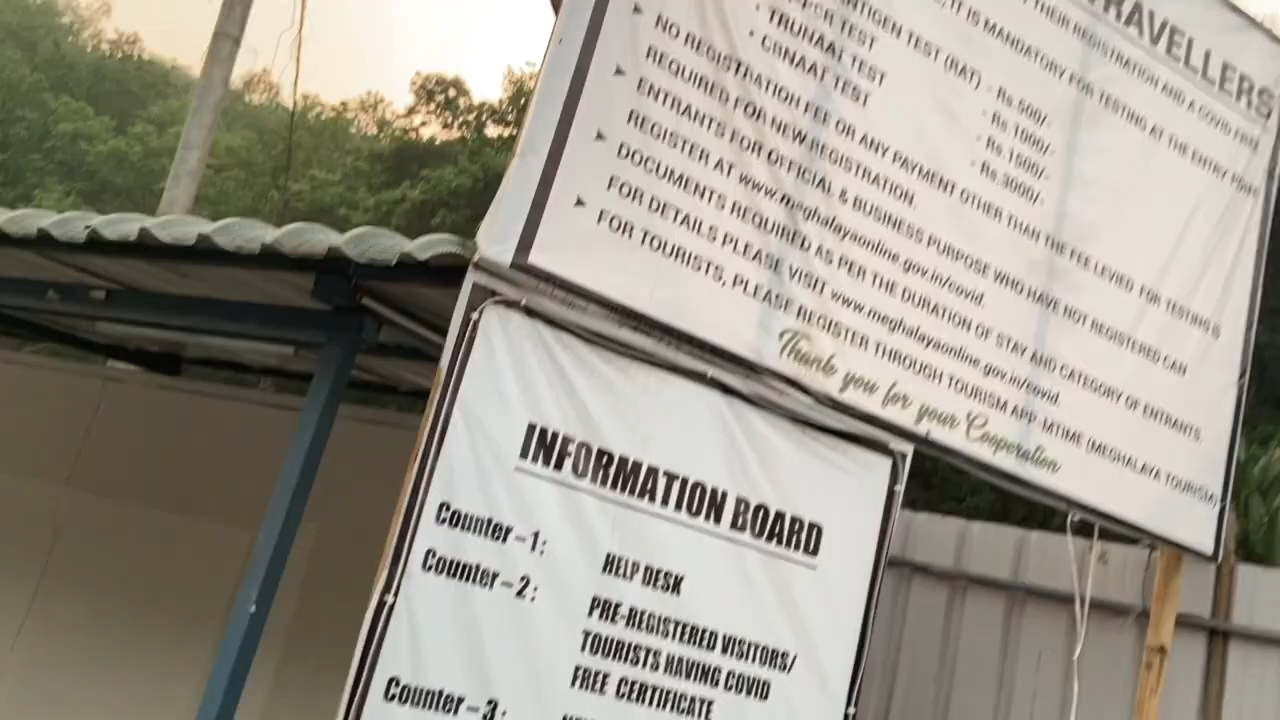 TRAVELLERS
THEIR REGISTRATION AND A COVID FREE
IT IS MANDATORY FOR TESTING AT THE ENTRY POINT
ANTIGEN TEST (RAT) - Rs.500/-
TEST - Rs.1000/-
• TRUNAAT TEST - Rs.1500/-
• CBNAAT TEST - Rs.3000/-
➤ NO REGISTRATION FEE OR ANY PAYMENT OTHER THAN THE FEE LEVIED FOR TESTING IS
REQUIRED FOR NEW REGISTRATION.
➤ ENTRANTS FOR OFFICIAL & BUSINESS PURPOSE WHO HAVE NOT REGISTERED CAN
REGISTER AT www.meghalayaonline.gov.in/covid.
➤ DOCUMENTS REQUIRED AS PER THE DURATION OF STAY AND CATEGORY OF ENTRANTS.
FOR DETAILS PLEASE VISIT www.meghalayaonline.gov.in/covid.
➤ FOR TOURISTS, PLEASE REGISTER THROUGH TOURISM APP-MTIME (MEGHALAYA TOURISM)
Thank you for your Cooperation
INFORMATION BOARD
Counter – 1 : HELP DESK
Counter – 2 : PRE-REGISTERED VISITORS/
TOURISTS HAVING COVID
FREE CERTIFICATE
Counter – 3 :